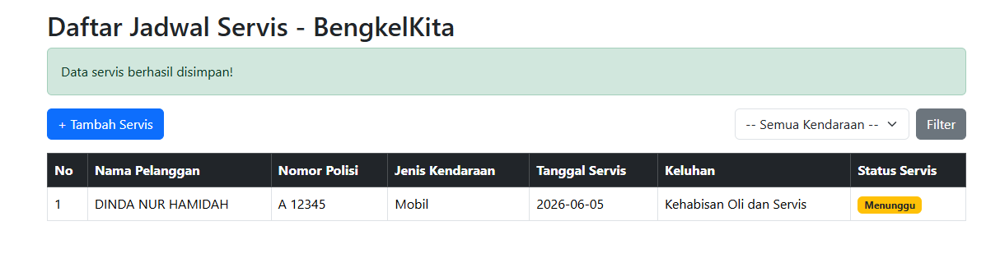 Daftar Jadwal Servis - BengkelKita
Data servis berhasil disimpan!
+ Tambah Servis
-- Semua Kendaraan --
Filter
No Nama Pelanggan Nomor Polisi Jenis Kendaraan Tanggal Servis Keluhan Status Servis
1 DINDA NUR HAMIDAH A 12345 Mobil 2026-06-05 Kehabisan Oli dan Servis Menunggu